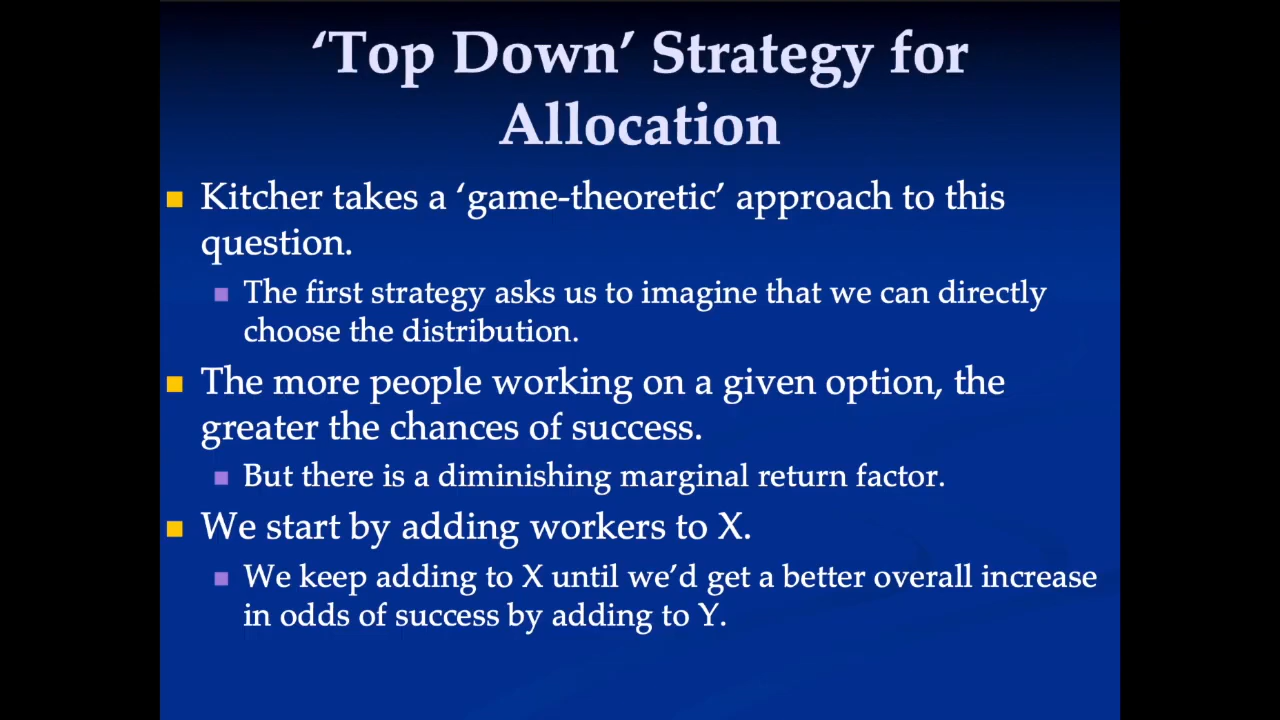 ‘Top Down’ Strategy for
Allocation
Kitcher takes a ‘game-theoretic’ approach to this
question.
The first strategy asks us to imagine that we can directly
choose the distribution.
The more people working on a given option, the
greater the chances of success.
But there is a diminishing marginal return factor.
We start by adding workers to X.
We keep adding to X until we’d get a better overall increase
in odds of success by adding to Y.